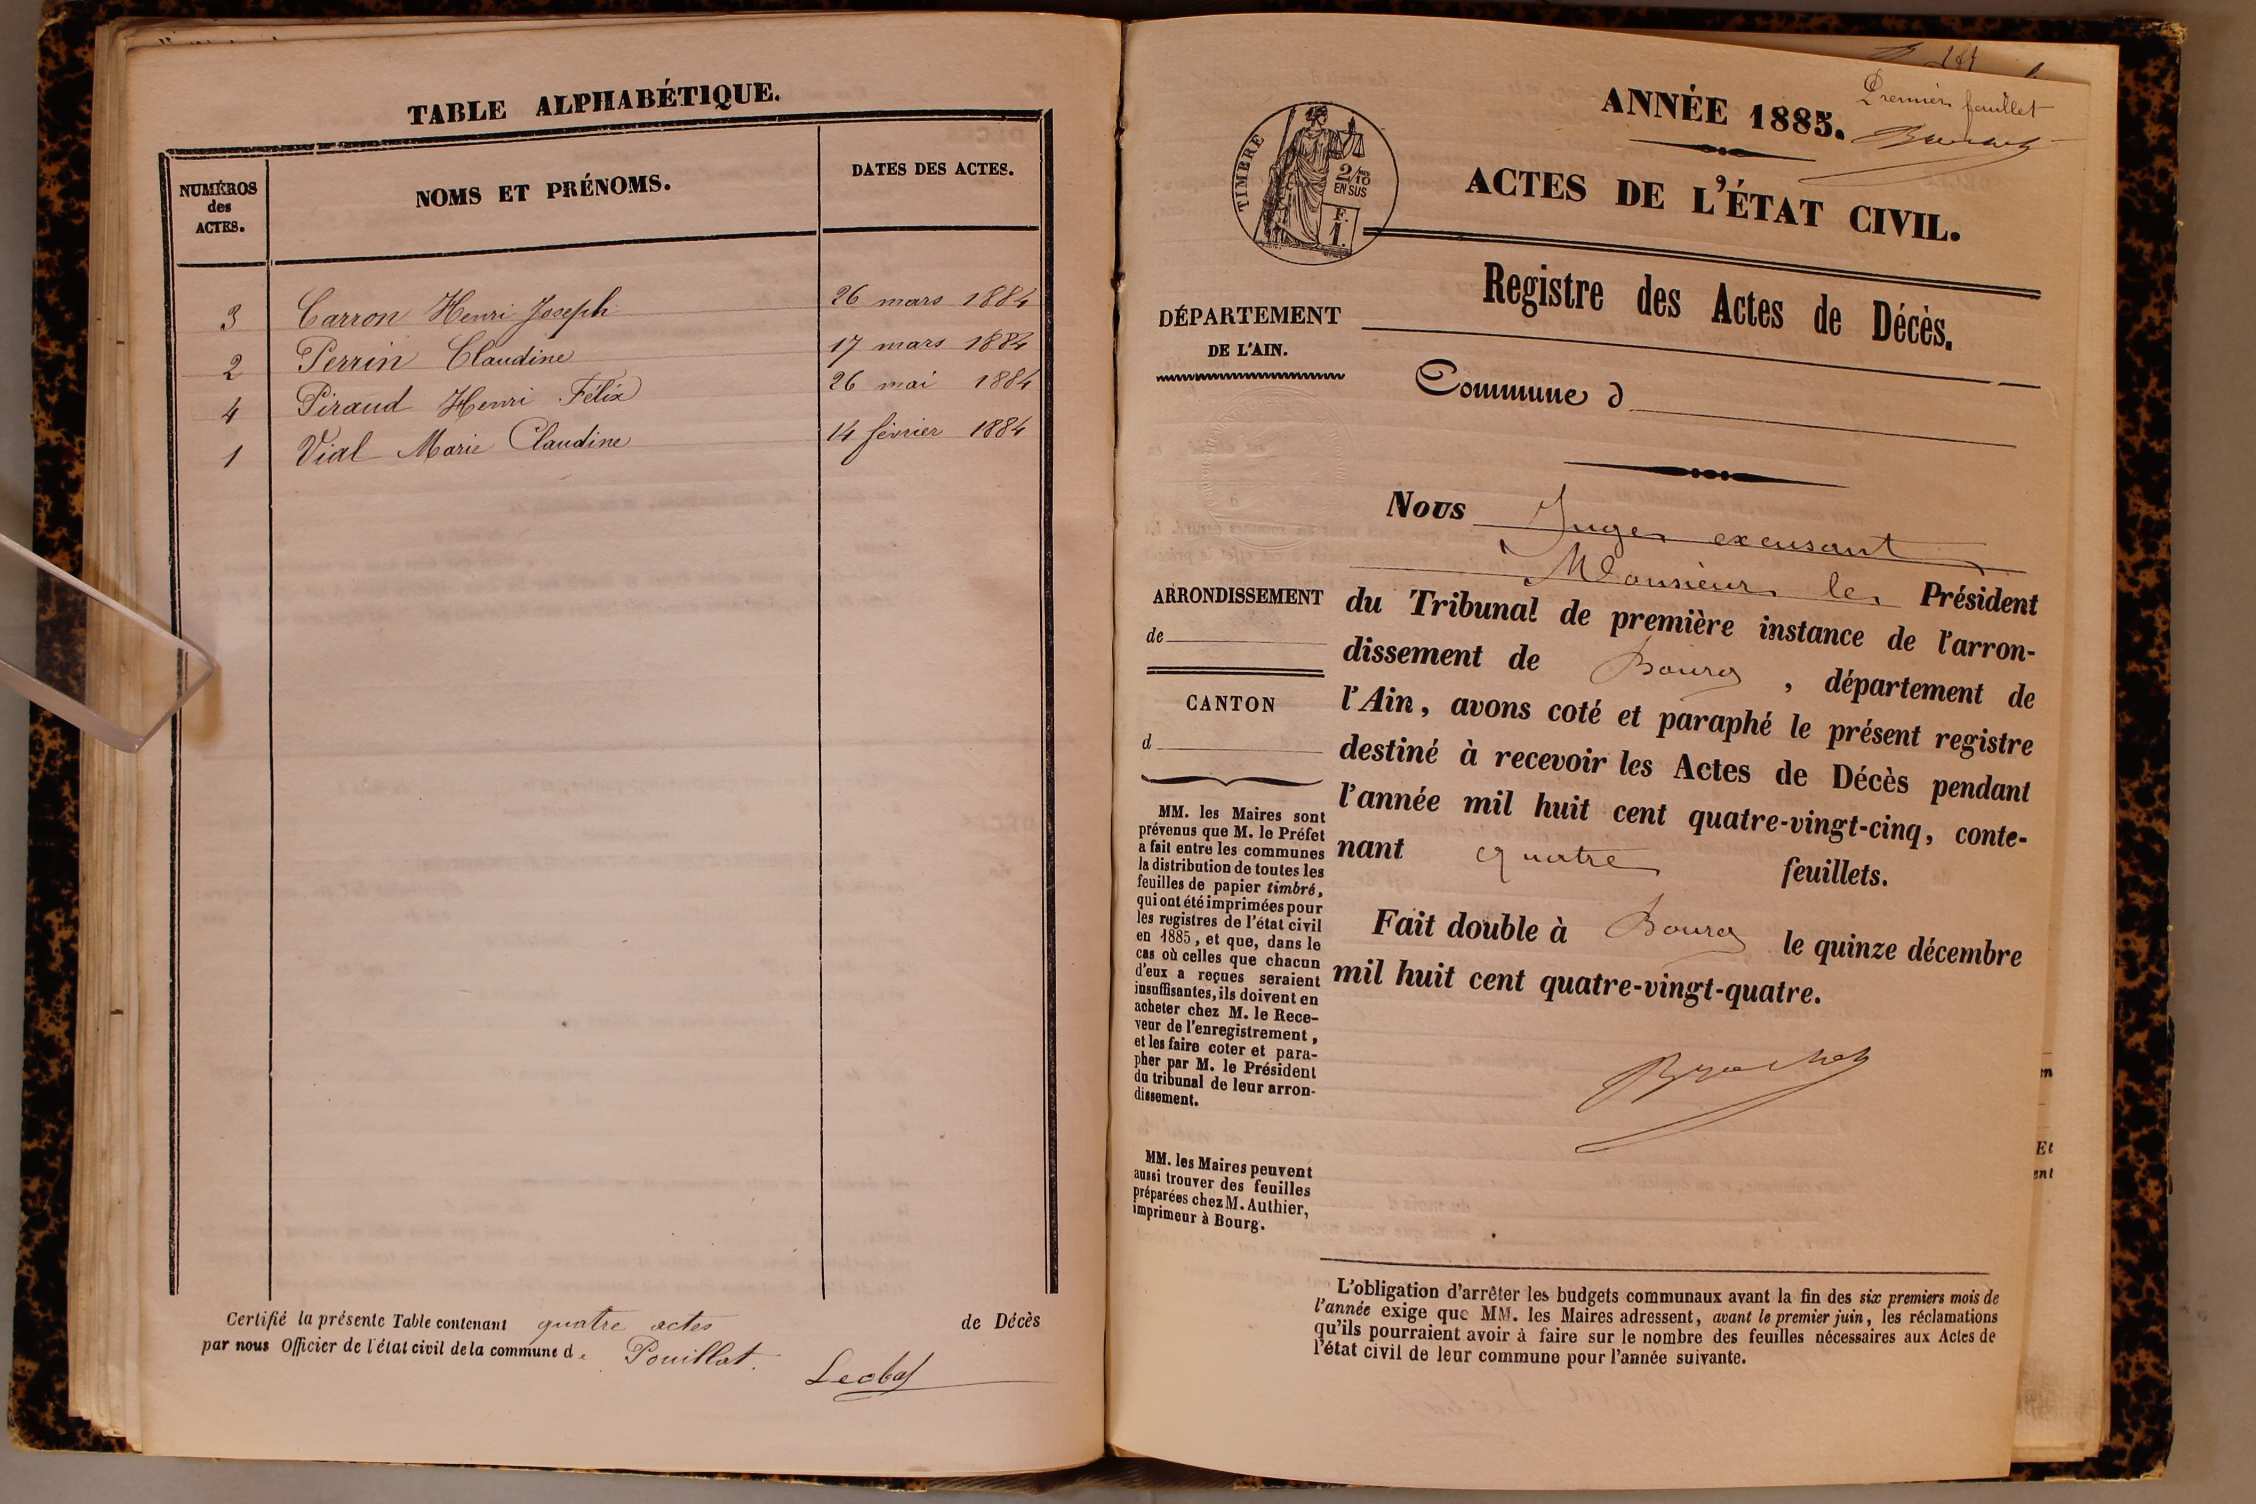 TABLE ALPHABÉTIQUE.
NUMÉROS
des
ACTES.
NOMS ET PRÉNOMS.
DATES DES ACTES.
3 Carron Henri Joseph 26 mars 1884
2 Perrin Claudine 17 mars 1884
4 Piraud Henri Félix 26 mai 1884
1 Vial Marie Claudine 14 février 1884
Certifié la présente Table contenant quatre actes de Décès
par nous Officier de l'état civil de la commune de Pouillat.
Premier feuillet
ANNÉE 1885.
TIMBRE
2/10
EN SUS
F.
1.
ACTES DE L'ÉTAT CIVIL.
Registre des Actes de Décès.
DÉPARTEMENT
DE L'AIN.
Commune d
ARRONDISSEMENT
de
CANTON
d
MM. les Maires sont
prévenus que M. le Préfet
a fait entre les communes
la distribution de toutes les
feuilles de papier timbré,
qui ont été imprimées pour
les registres de l'état civil
en 1885, et que, dans le
cas où celles que chacun
d'eux a reçues seraient
insuffisantes, ils doivent en
acheter chez M. le Rece-
veur de l'enregistrement,
et les faire coter et para-
pher par M. le Président
du tribunal de leur arron-
dissement.
MM. les Maires peuvent
aussi trouver des feuilles
préparées chez M. Authier,
imprimeur à Bourg.
Nous Juge excusant
Monsieur le Président
du Tribunal de première instance de l'arron-
dissement de Bourg, département de
l'Ain, avons coté et paraphé le présent registre
destiné à recevoir les Actes de Décès pendant
l'année mil huit cent quatre-vingt-cinq, conte-
nant quatre feuillets.
Fait double à Bourg le quinze décembre
mil huit cent quatre-vingt-quatre.
L'obligation d'arrêter les budgets communaux avant la fin des six premiers mois de
l'année exige que MM. les Maires adressent, avant le premier juin, les réclamations
qu'ils pourraient avoir à faire sur le nombre des feuilles nécessaires aux Actes de
l'état civil de leur commune pour l'année suivante.